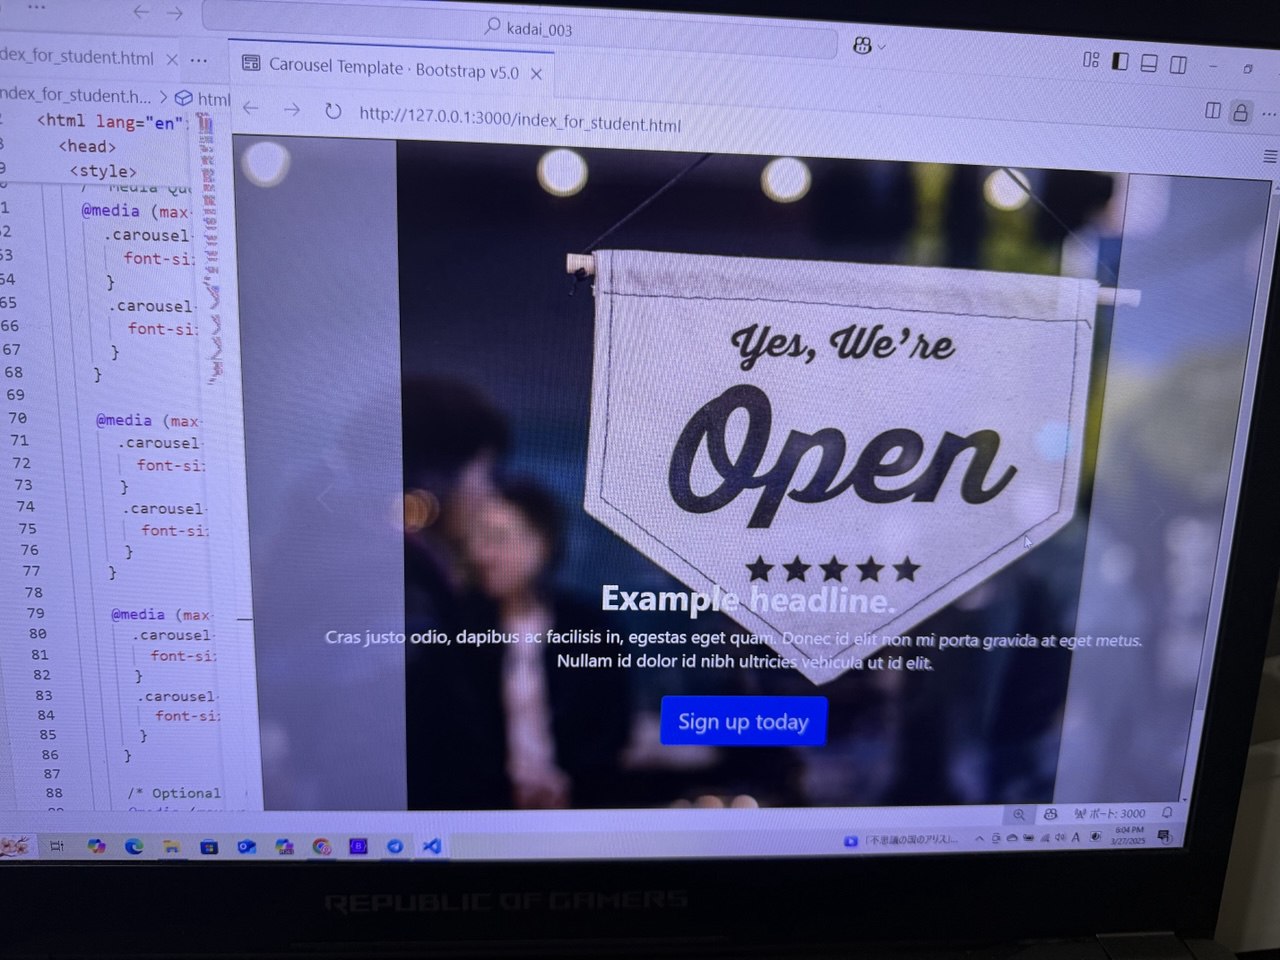 kadai_003
dex_for_student.html
Carousel Template · Bootstrap v5.0
ndex_for_student.h... > html
http://127.0.0.1:3000/index_for_student.html
<html lang="en"
<head>
<style>
@media (max-
.carousel-
font-si
}
.carousel-
font-si
}
}
@media (max-
.carousel-
font-si
}
.carousel-
font-si
}
}
@media (max-
.carousel-
font-si
}
.carousel-
font-si
}
}
/* Optional
64
65
66
67
68
69
70
71
72
73
74
75
76
77
78
79
80
81
82
83
84
85
86
87
88
Yes, We're
Open
Example headline.
Cras justo odio, dapibus ac facilisis in, egestas eget quam. Donec id elit non mi porta gravida at eget metus.
Nullam id dolor id nibh ultricies vehicula ut id elit.
Sign up today
ポート: 3000
「不思議の国のアリス」...
A
6:04 PM
3/27/2025
REPUBLIC OF GAMERS